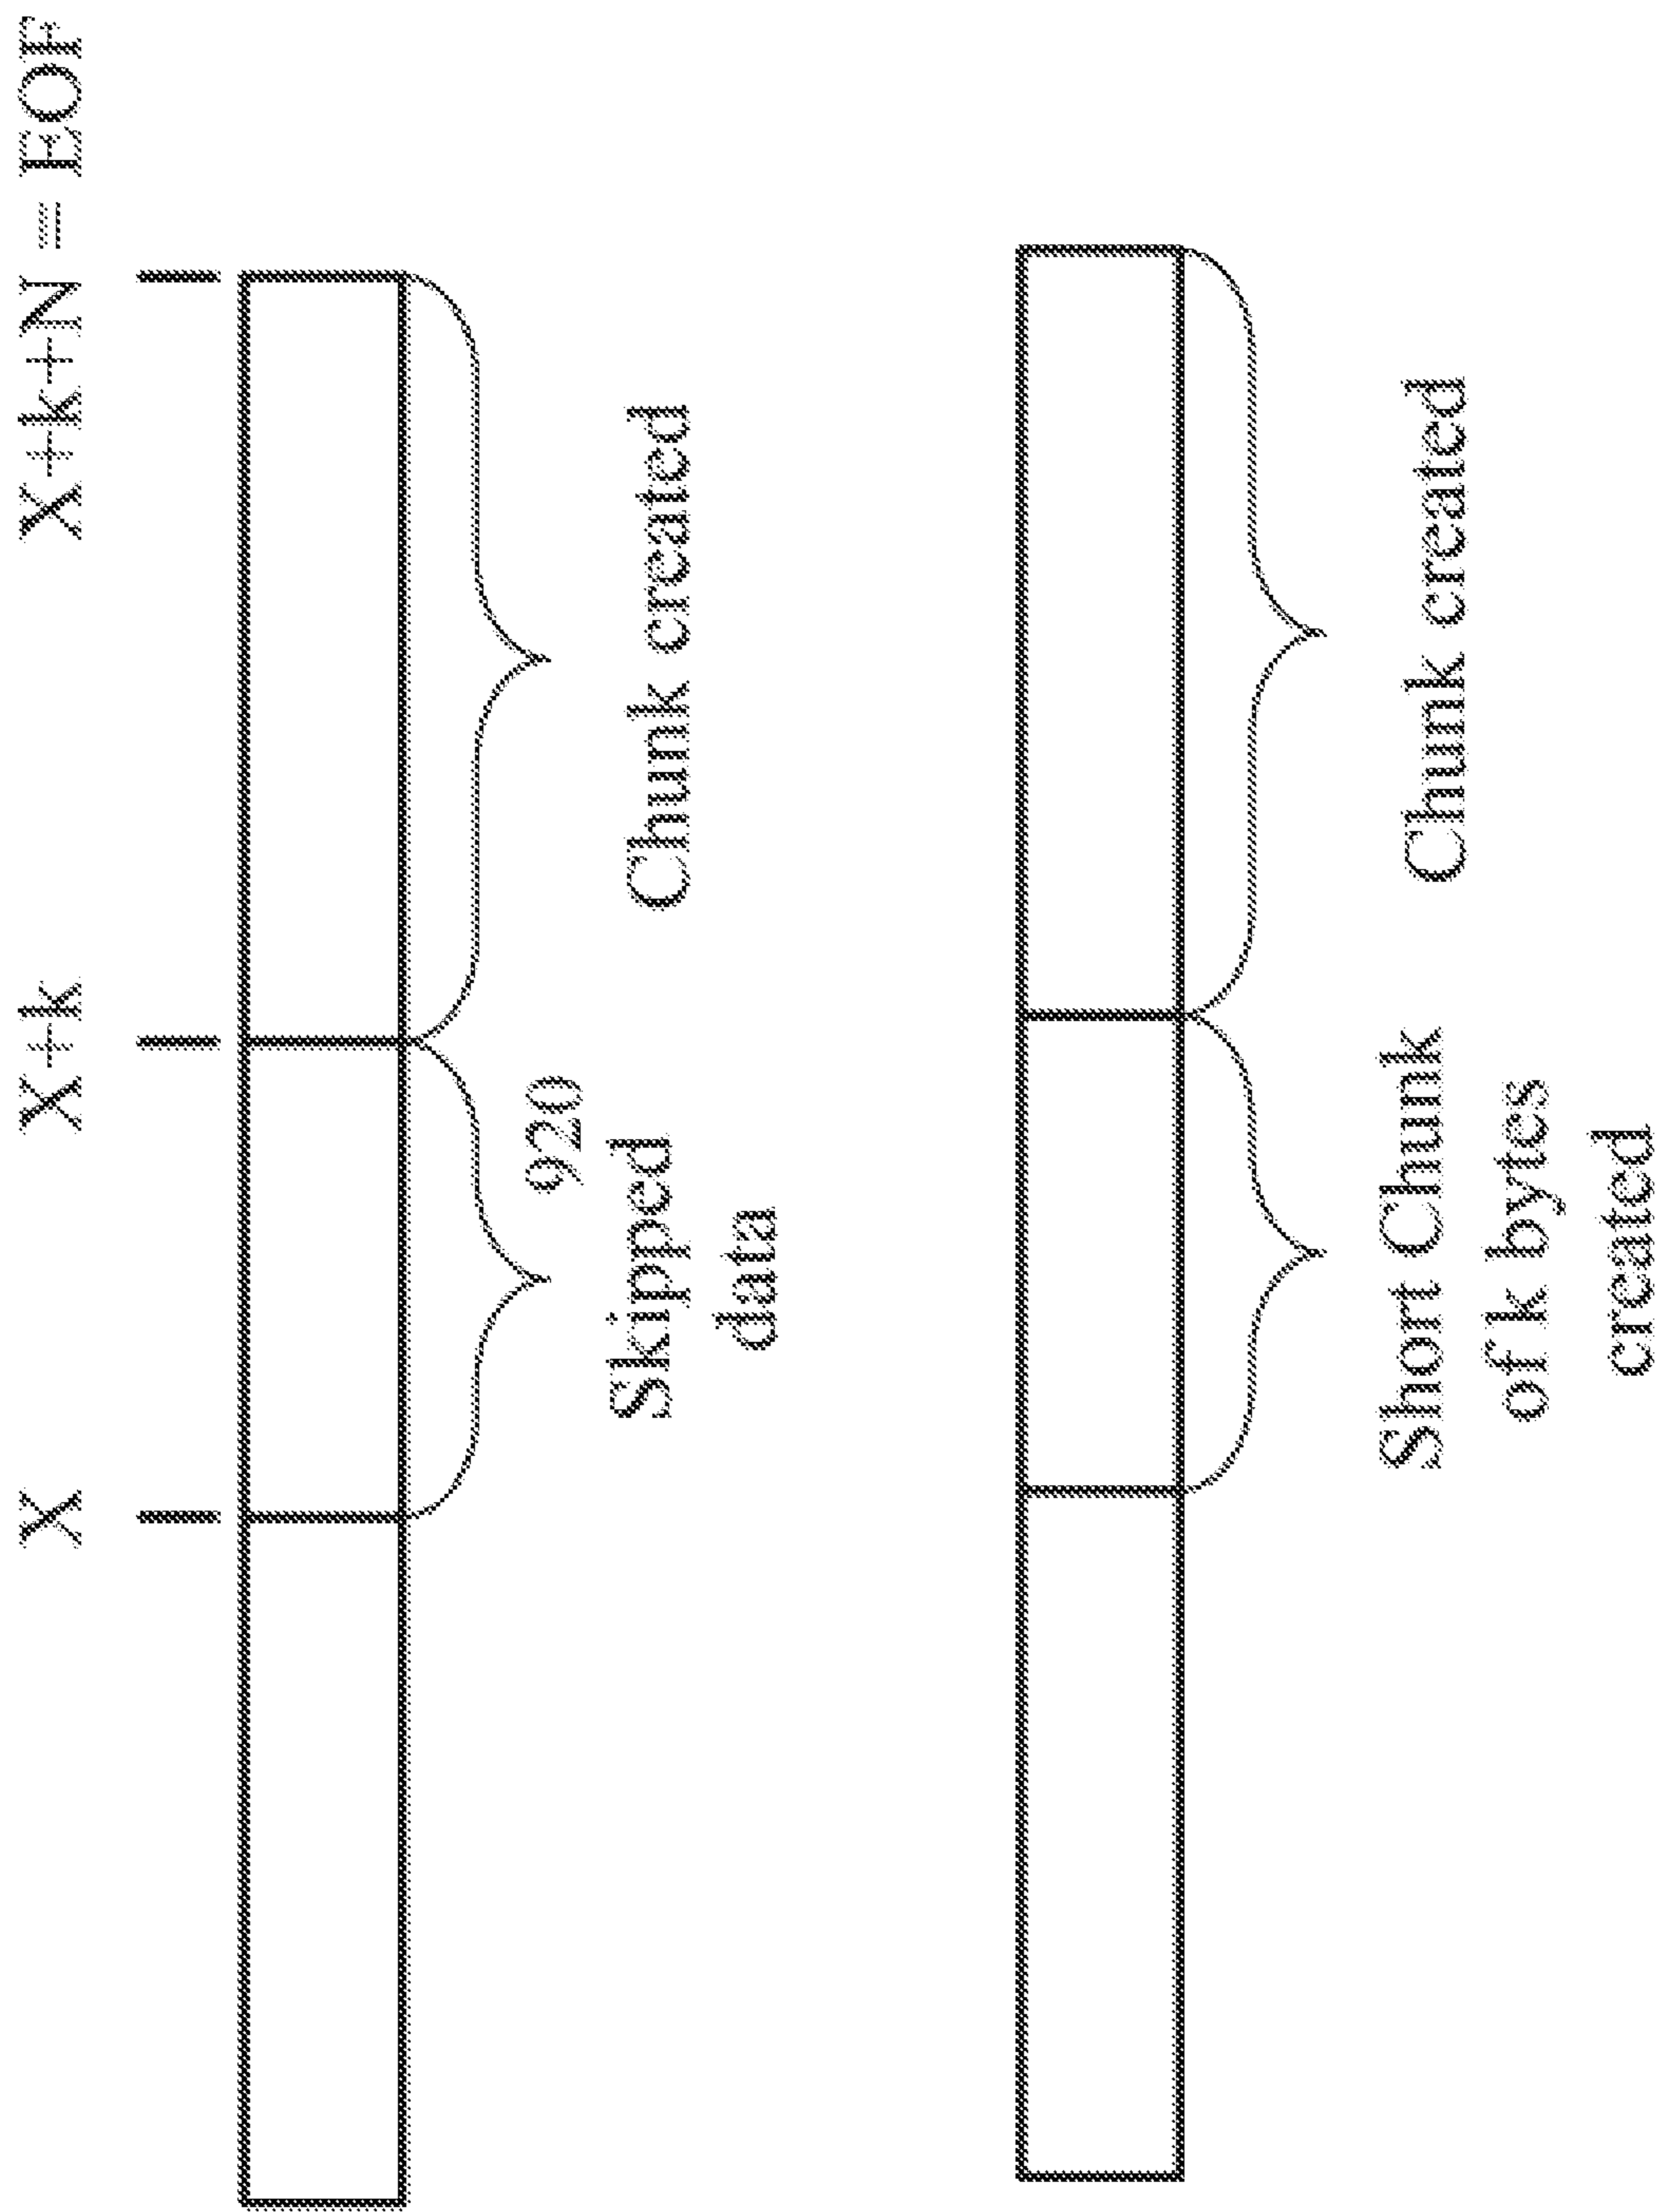 X
X+k
X+k+N = EOF
920
Skipped
data
Chunk created
Short Chunk
of k bytes
created
Chunk created